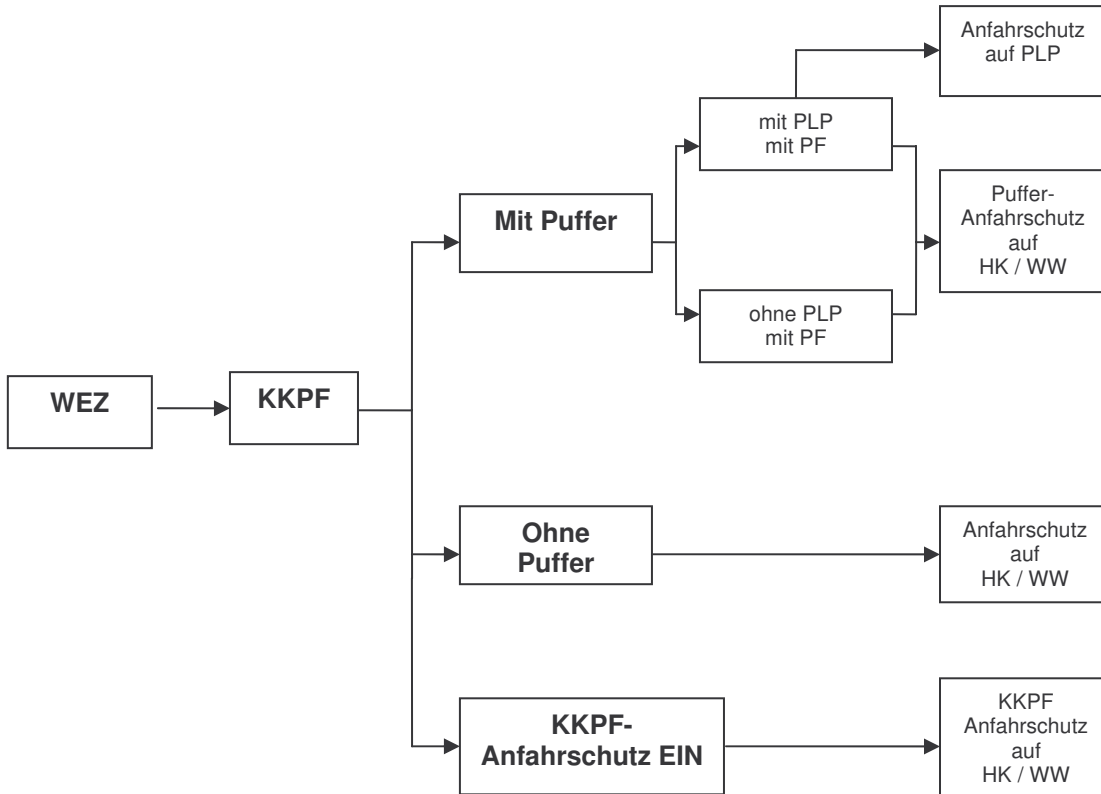 WEZ
KKPF
Mit Puffer
mit PLP
mit PF
Anfahrschutz
auf PLP
ohne PLP
mit PF
Puffer-
Anfahrschutz
auf
HK / WW
Ohne
Puffer
Anfahrschutz
auf
HK / WW
KKPF-
Anfahrschutz EIN
KKPF
Anfahrschutz
auf
HK / WW